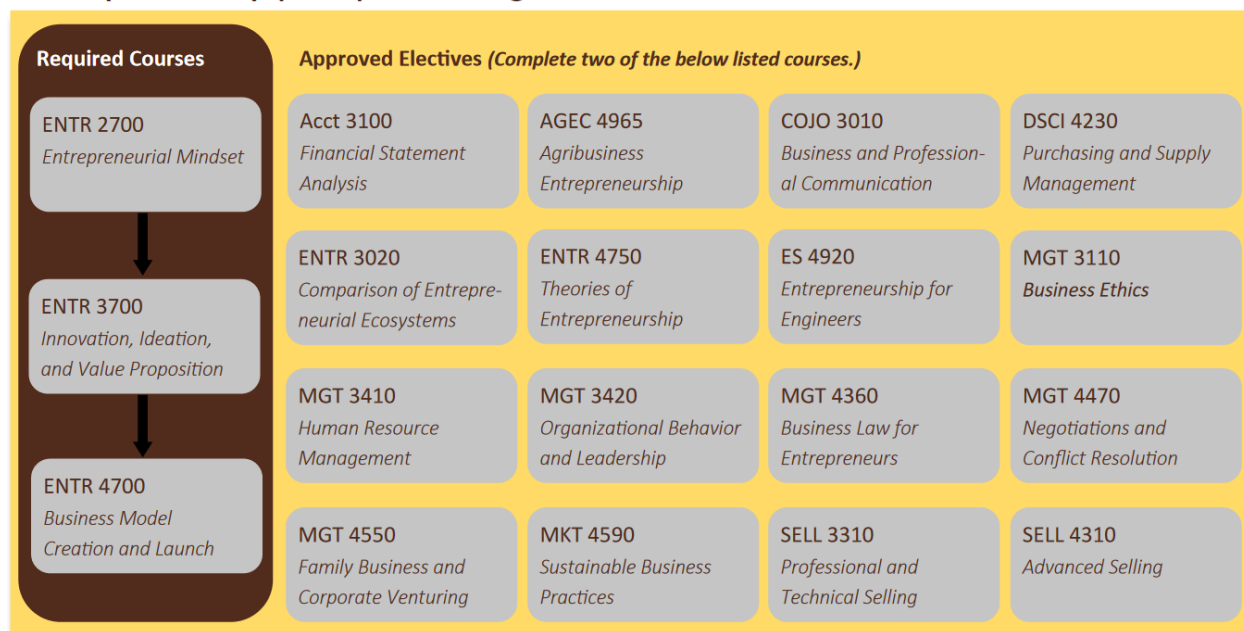 Required Courses
ENTR 2700
Entrepreneurial Mindset
ENTR 3700
Innovation, Ideation,
and Value Proposition
ENTR 4700
Business Model
Creation and Launch
Approved Electives (Complete two of the below listed courses.)
Acct 3100
Financial Statement
Analysis
AGEC 4965
Agribusiness
Entrepreneurship
COJO 3010
Business and Profession-
al Communication
DSCI 4230
Purchasing and Supply
Management
ENTR 3020
Comparison of Entrepre-
neurial Ecosystems
ENTR 4750
Theories of
Entrepreneurship
ES 4920
Entrepreneurship for
Engineers
MGT 3110
Business Ethics
MGT 3410
Human Resource
Management
MGT 3420
Organizational Behavior
and Leadership
MGT 4360
Business Law for
Entrepreneurs
MGT 4470
Negotiations and
Conflict Resolution
MGT 4550
Family Business and
Corporate Venturing
MKT 4590
Sustainable Business
Practices
SELL 3310
Professional and
Technical Selling
SELL 4310
Advanced Selling